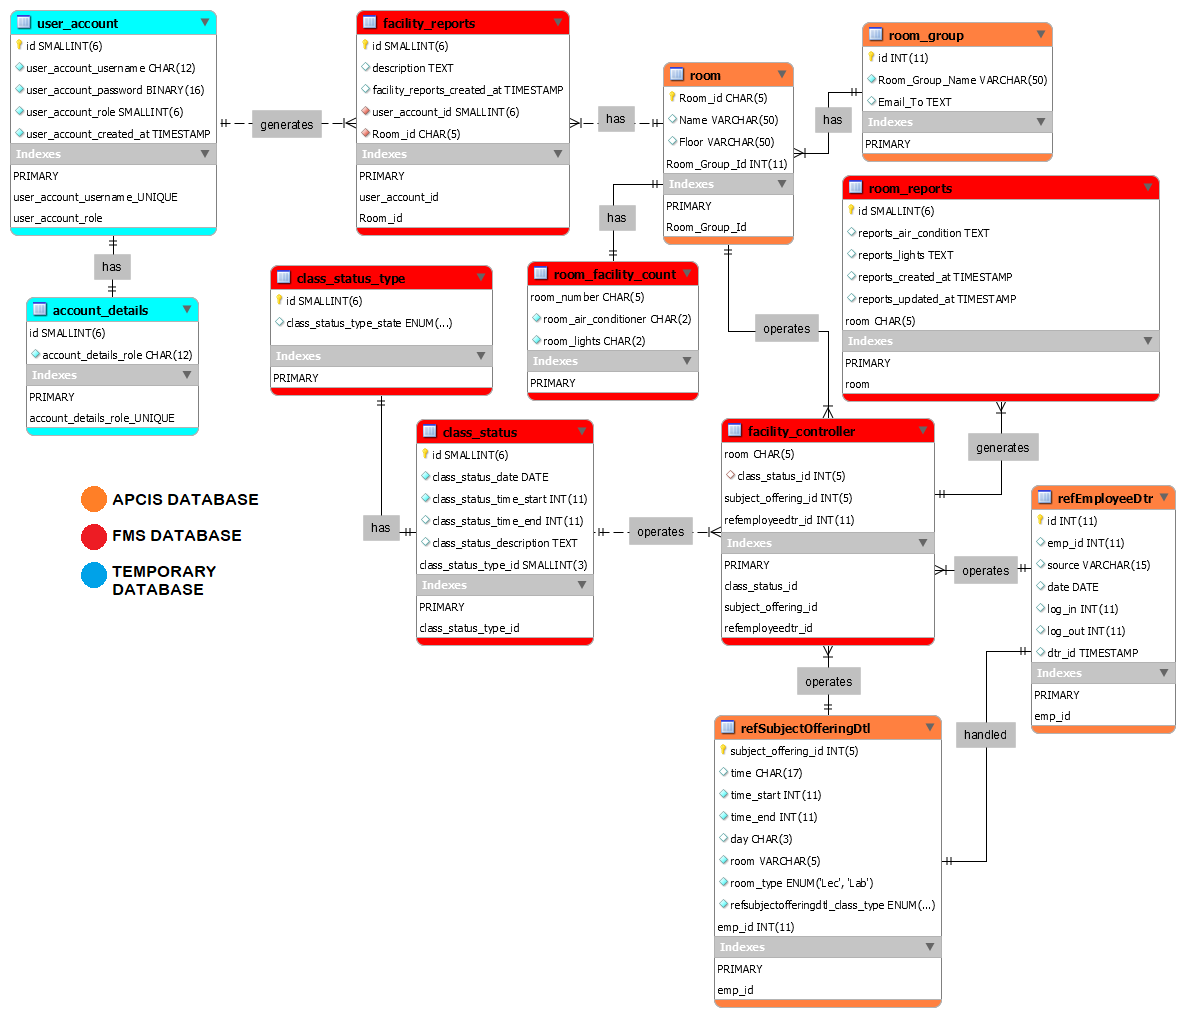 user_account
id SMALLINT(6)
user_account_username CHAR(12)
user_account_password BINARY(16)
user_account_role SMALLINT(6)
user_account_created_at TIMESTAMP
Indexes
PRIMARY
user_account_username_UNIQUE
user_account_role
generates
facility_reports
id SMALLINT(6)
description TEXT
facility_reports_created_at TIMESTAMP
user_account_id SMALLINT(6)
Room_id CHAR(5)
Indexes
PRIMARY
user_account_id
Room_id
has
room
Room_id CHAR(5)
Name VARCHAR(50)
Floor VARCHAR(50)
Room_Group_Id INT(11)
Indexes
PRIMARY
Room_Group_Id
has
room_group
id INT(11)
Room_Group_Name VARCHAR(50)
Email_To TEXT
Indexes
PRIMARY
has
account_details
id SMALLINT(6)
account_details_role CHAR(12)
Indexes
PRIMARY
account_details_role_UNIQUE
class_status_type
id SMALLINT(6)
class_status_type_state ENUM(...)
Indexes
PRIMARY
has
room_facility_count
room_number CHAR(5)
room_air_conditioner CHAR(2)
room_lights CHAR(2)
Indexes
PRIMARY
operates
room_reports
id SMALLINT(6)
reports_air_condition TEXT
reports_lights TEXT
reports_created_at TIMESTAMP
reports_updated_at TIMESTAMP
room CHAR(5)
Indexes
PRIMARY
room
generates
APCIS DATABASE
FMS DATABASE
TEMPORARY
DATABASE
has
class_status
id SMALLINT(6)
class_status_date DATE
class_status_time_start INT(11)
class_status_time_end INT(11)
class_status_description TEXT
class_status_type_id SMALLINT(3)
Indexes
PRIMARY
class_status_type_id
operates
facility_controller
room CHAR(5)
class_status_id INT(5)
subject_offering_id INT(5)
refemployeedtr_id INT(11)
Indexes
PRIMARY
class_status_id
subject_offering_id
refemployeedtr_id
operates
refEmployeeDtr
id INT(11)
emp_id INT(11)
source VARCHAR(15)
date DATE
log_in INT(11)
log_out INT(11)
dtr_id TIMESTAMP
Indexes
PRIMARY
emp_id
operates
handled
refSubjectOfferingDtl
subject_offering_id INT(5)
time CHAR(17)
time_start INT(11)
time_end INT(11)
day CHAR(3)
room VARCHAR(5)
room_type ENUM('Lec', 'Lab')
refsubjectofferingdtl_class_type ENUM(...)
emp_id INT(11)
Indexes
PRIMARY
emp_id